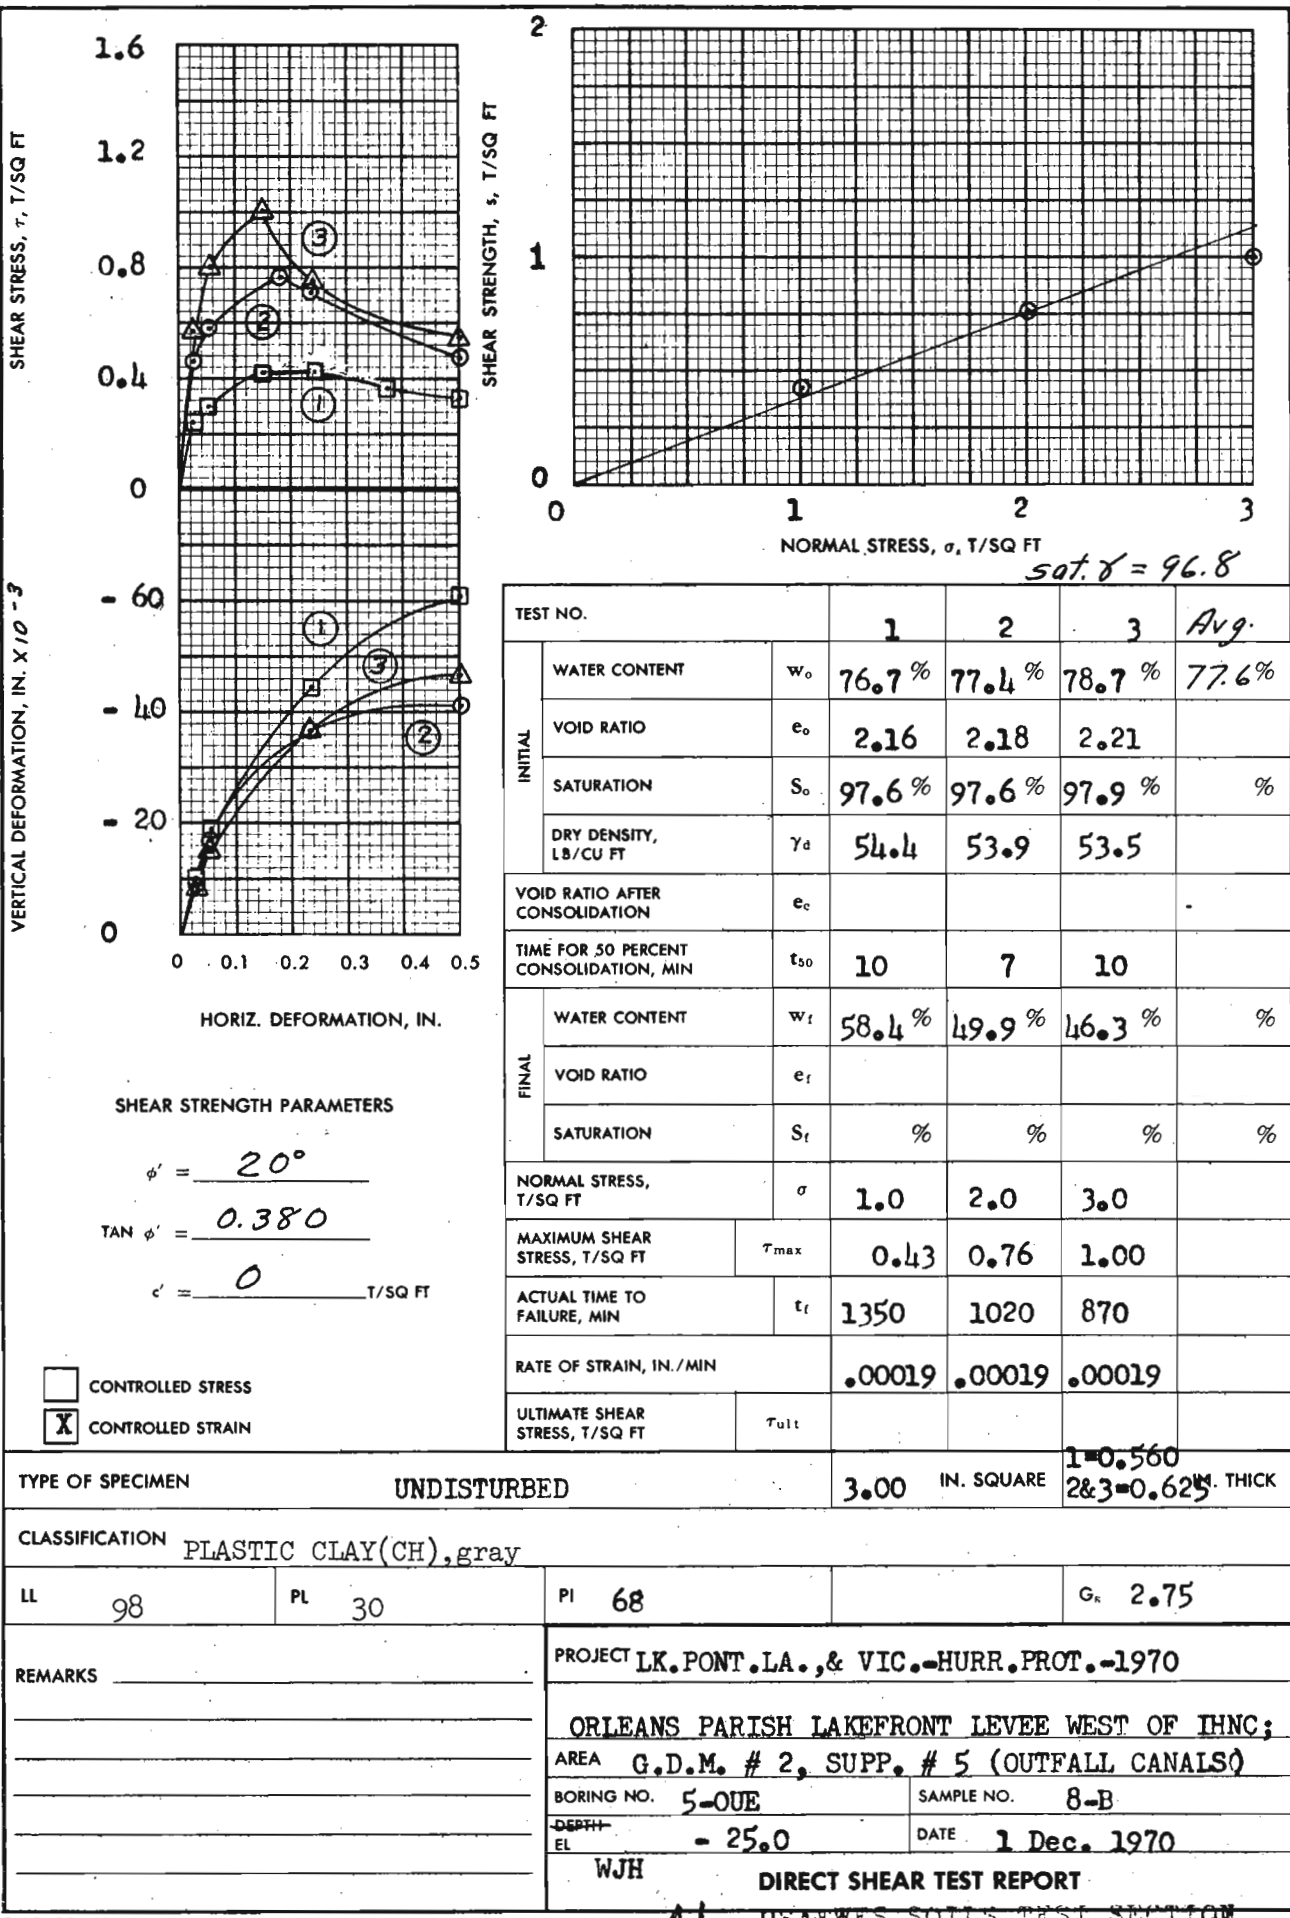 1.6
1.2
0.8
0.4
0
SHEAR STRESS, τ, T/SQ FT
③
②
①
- 60
- 40
- 20
0
VERTICAL DEFORMATION, IN. X 10⁻³
①
③
②
0 0.1 0.2 0.3 0.4 0.5
HORIZ. DEFORMATION, IN.
2
1
0
SHEAR STRENGTH, s, T/SQ FT
0 1 2 3
NORMAL STRESS, σ, T/SQ FT
sat. γ = 96.8
SHEAR STRENGTH PARAMETERS
φ′ = 20°
TAN φ′ = 0.380
c′ = 0 T/SQ FT
CONTROLLED STRESS
X CONTROLLED STRAIN
TEST NO. 1 2 3 Avg.
INITIAL
WATER CONTENT w₀ 76.7 % 77.4 % 78.7 % 77.6%
VOID RATIO e₀ 2.16 2.18 2.21
SATURATION S₀ 97.6 % 97.6 % 97.9 % %
DRY DENSITY, LB/CU FT γd 54.4 53.9 53.5
VOID RATIO AFTER CONSOLIDATION ec
TIME FOR 50 PERCENT CONSOLIDATION, MIN t₅₀ 10 7 10
FINAL
WATER CONTENT wf 58.4 % 49.9 % 46.3 % %
VOID RATIO ef
SATURATION Sf % % % %
NORMAL STRESS, T/SQ FT σ 1.0 2.0 3.0
MAXIMUM SHEAR STRESS, T/SQ FT τmax 0.43 0.76 1.00
ACTUAL TIME TO FAILURE, MIN tf 1350 1020 870
RATE OF STRAIN, IN./MIN .00019 .00019 .00019
ULTIMATE SHEAR STRESS, T/SQ FT τult
TYPE OF SPECIMEN UNDISTURBED 3.00 IN. SQUARE 1=0.560 2&3=0.625 IN. THICK
CLASSIFICATION PLASTIC CLAY(CH),gray
LL 98 PL 30 PI 68 Gs 2.75
REMARKS
PROJECT LK.PONT.LA.,& VIC.-HURR.PROT.-1970
ORLEANS PARISH LAKEFRONT LEVEE WEST OF IHNC;
AREA G.D.M. # 2, SUPP. # 5 (OUTFALL CANALS)
BORING NO. 5-OUE SAMPLE NO. 8-B
DEPTH EL - 25.0 DATE 1 Dec. 1970
WJH DIRECT SHEAR TEST REPORT
SOILS TEST SECTION